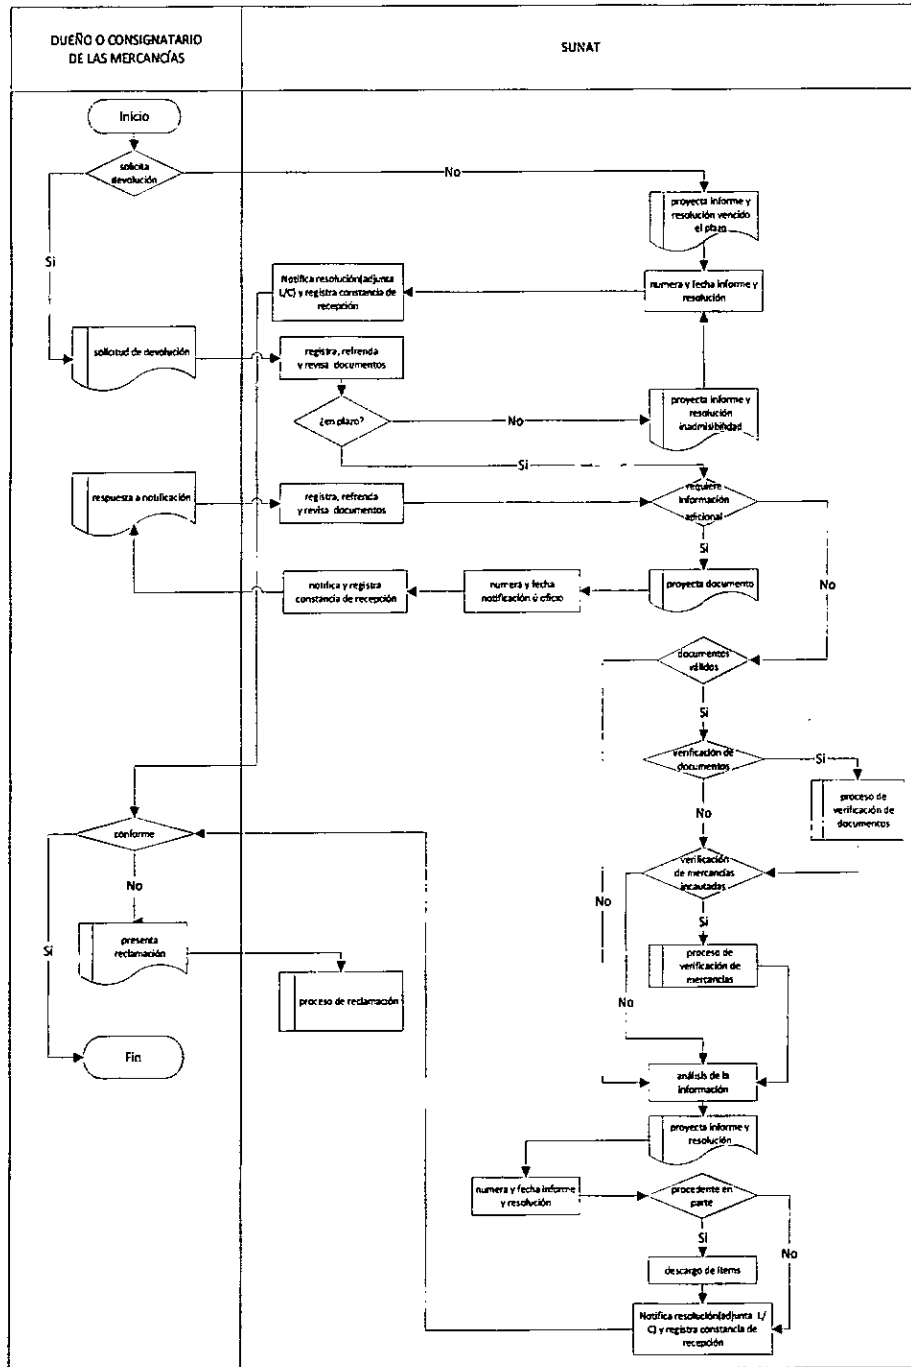 DUEÑO O CONSIGNATARIO
DE LAS MERCANCÍAS
SUNAT
Inicio
solicita
devolución
No
Si
proyecta informe y
resolución vencido
el plazo
Notifica resolución(adjunta
L/C) y registra constancia de
recepción
numera y fecha informe y
resolución
solicitud de devolución
registra, refrenda
y revisa documentos
¿en plazo?
No
proyecta informe y
resolución
inadmisibilidad
Si
respuesta a notificación
registra, refrenda
y revisa documentos
requiere
información
adicional
Si
No
notifica y registra
constancia de recepción
numera y fecha
notificación ú oficio
proyecta documento
documentos
válidos
Si
verificación de
documentos
Si
proceso de
verificación de
documentos
No
conforme
verificación
de mercancías
incautadas
No
No
Si
Si
presenta
reclamación
proceso de
verificación de
mercancías
proceso de reclamación
No
Fin
análisis de la
información
proyecta informe y
resolución
numera y fecha informe
y resolución
procedente en
parte
Si
No
descargo de ítems
Notifica resolución(adjunta L/
C) y registra constancia de
recepción